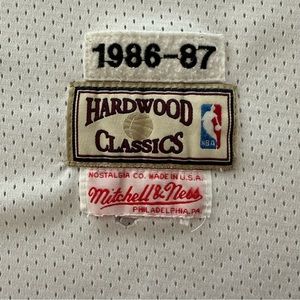 1986-87
HARDWOOD
CLASSICS
NBA
NOSTALGIA CO. MADE IN U.S.A.
Mitchell & Ness
PHILADELPHIA, PA